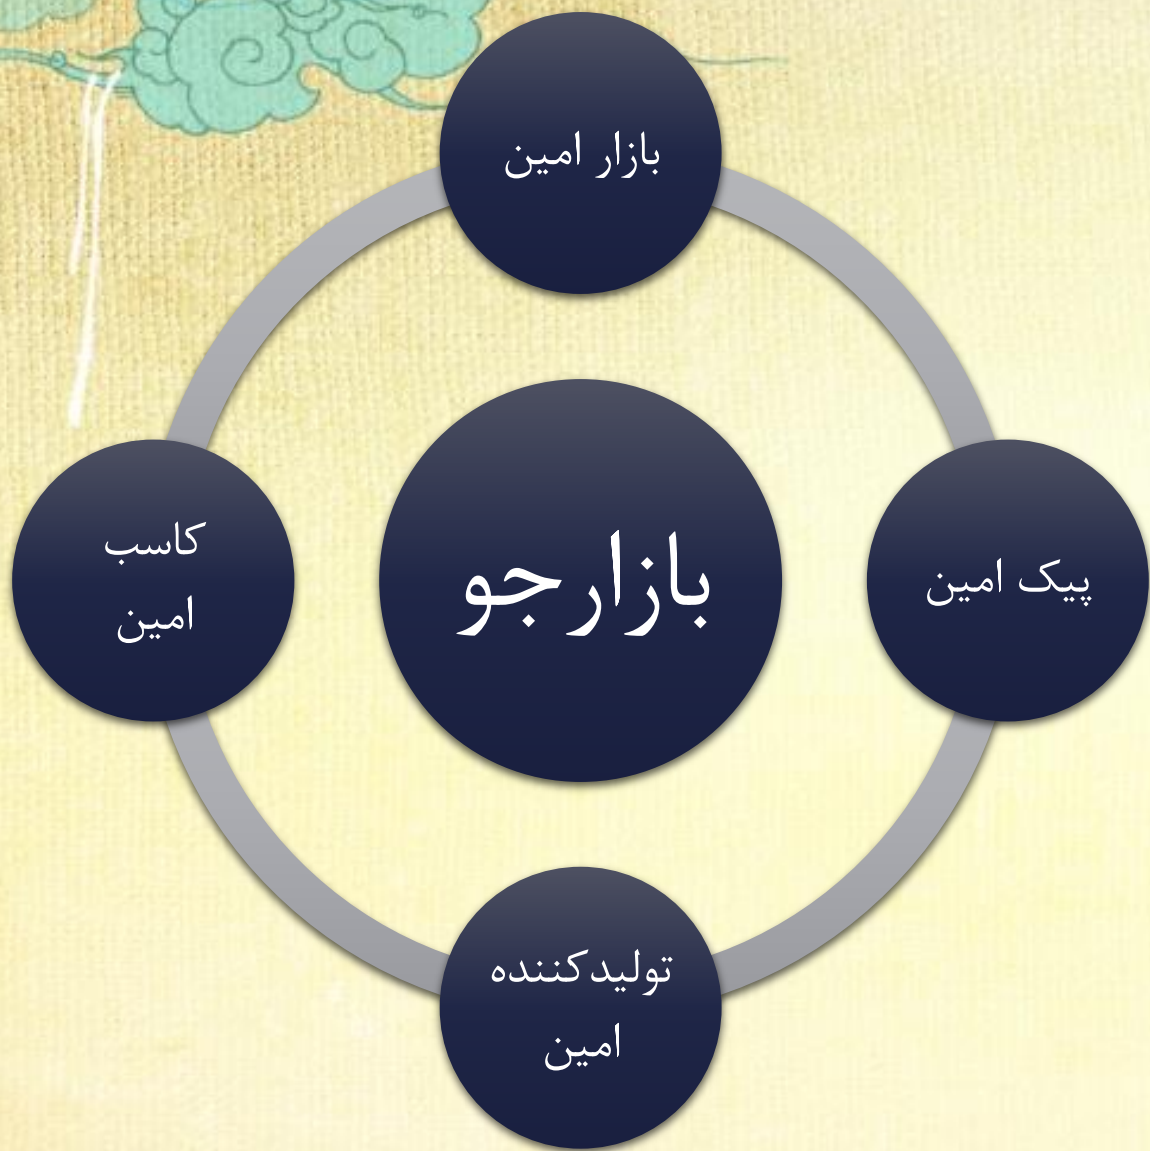 بازار امین
پیک امین
بازارجو
کاسب
امین
تولیدکننده
امین